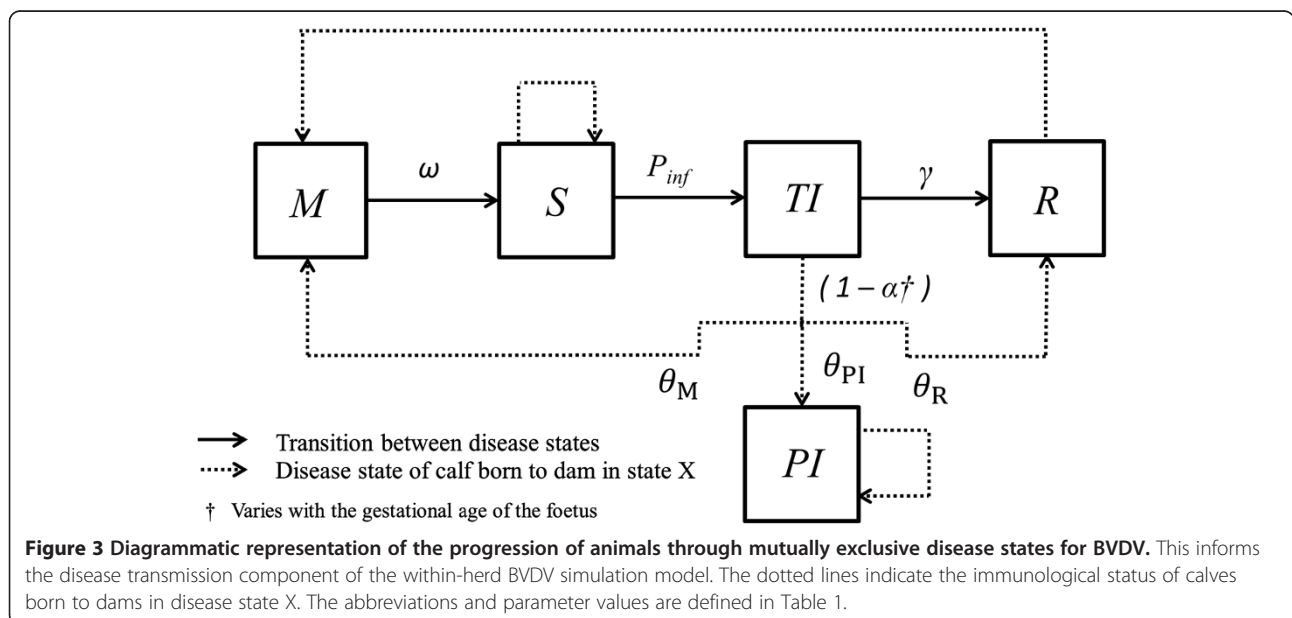 M
ω
S
P_inf
TI
γ
R
( 1 – α† )
θ_M
θ_PI
θ_R
PI
Transition between disease states
Disease state of calf born to dam in state X
† Varies with the gestational age of the foetus
Figure 3 Diagrammatic representation of the progression of animals through mutually exclusive disease states for BVDV. This informs
the disease transmission component of the within-herd BVDV simulation model. The dotted lines indicate the immunological status of calves
born to dams in disease state X. The abbreviations and parameter values are defined in Table 1.